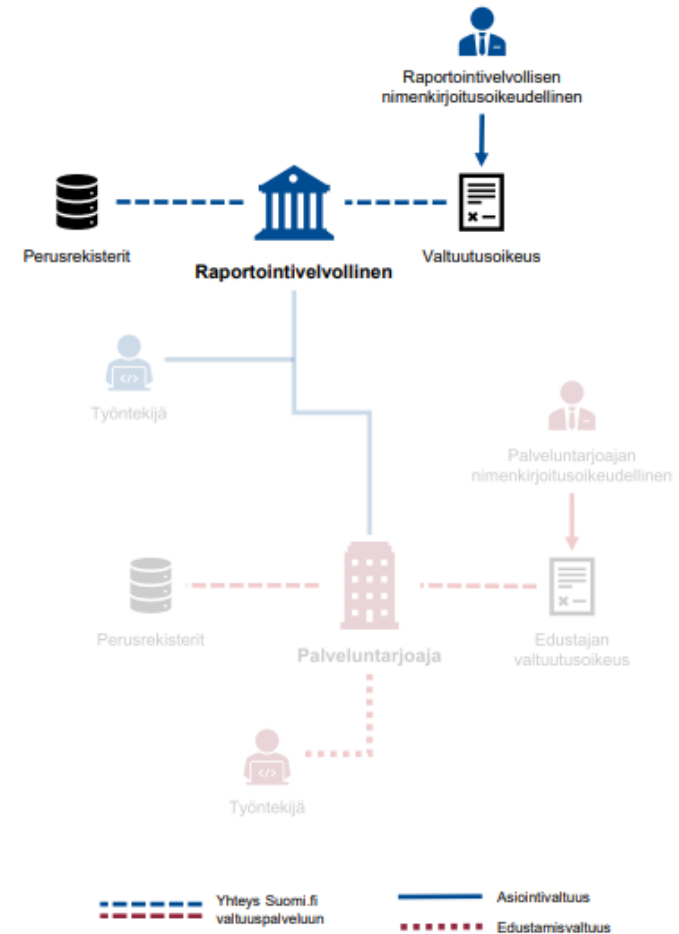 Raportointivelvollisen
nimenkirjoitusoikeudellinen
Perusrekisterit
Raportointivelvollinen
Valtuutusoikeus
Työntekijä
Palveluntarjoajan
nimenkirjoitusoikeudellinen
Perusrekisterit
Palveluntarjoaja
Edustajan
valtuutusoikeus
Työntekijä
Yhteys Suomi.fi
valtuuspalveluun
Asiointivaltuus
Edustamisvaltuus